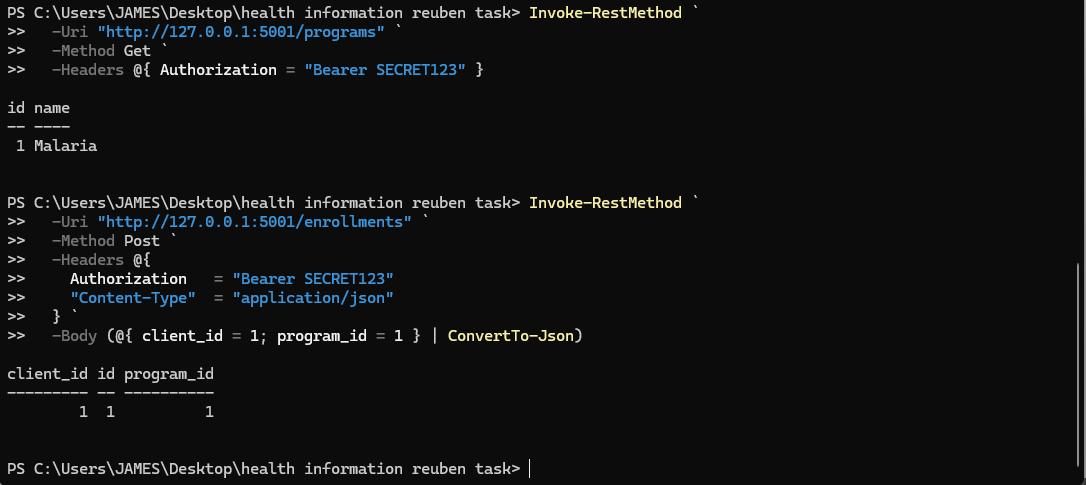 PS C:\Users\JAMES\Desktop\health information reuben task> Invoke-RestMethod `
>>   -Uri "http://127.0.0.1:5001/programs" `
>>   -Method Get `
>>   -Headers @{ Authorization = "Bearer SECRET123" }
id name
-- ----
 1 Malaria
PS C:\Users\JAMES\Desktop\health information reuben task> Invoke-RestMethod `
>>   -Uri "http://127.0.0.1:5001/enrollments" `
>>   -Method Post `
>>   -Headers @{
>>     Authorization   = "Bearer SECRET123"
>>     "Content-Type"  = "application/json"
>>   } `
>>   -Body (@{ client_id = 1; program_id = 1 } | ConvertTo-Json)
client_id id program_id
--------- -- ----------
        1  1          1
PS C:\Users\JAMES\Desktop\health information reuben task>